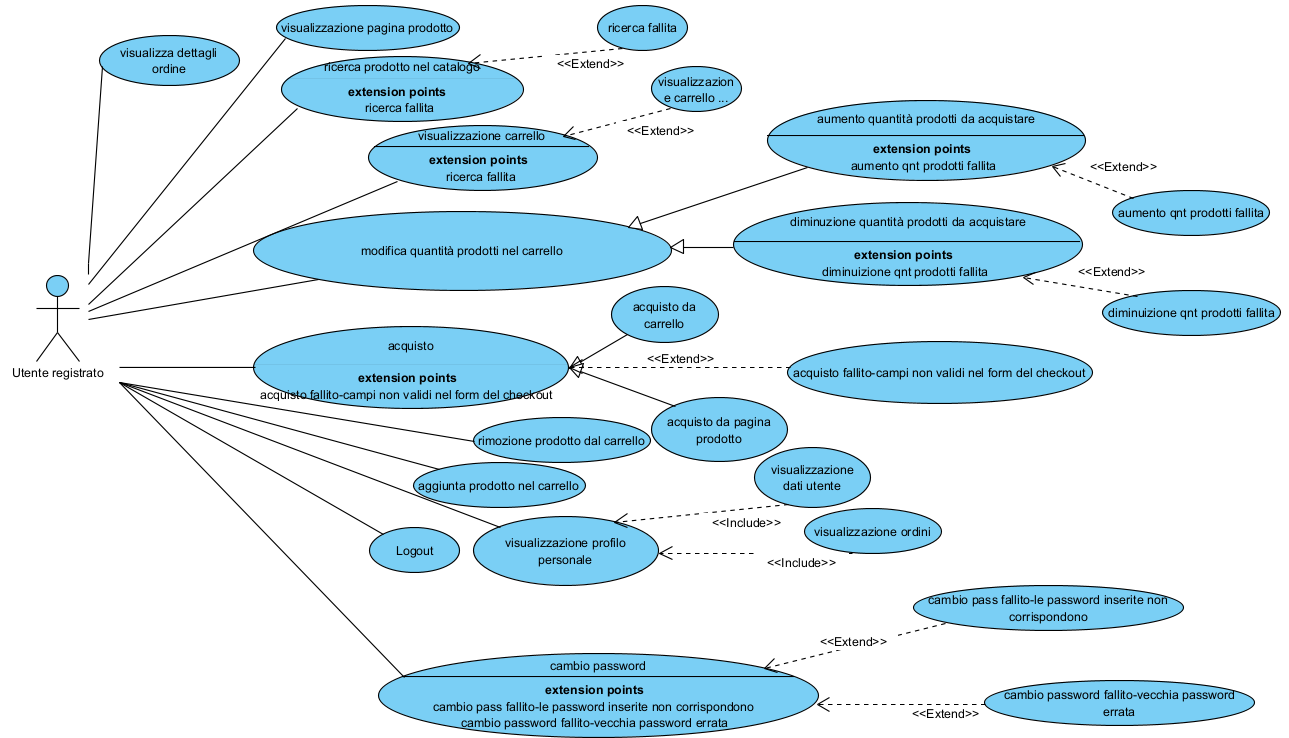 visualizzazione pagina prodotto
ricerca fallita
visualizza dettagli
ordine
ricerca prodotto nel catalogo
<<Extend>>
extension points
ricerca fallita
visualizzazion
e carrello ...
visualizzazione carrello
<<Extend>>
extension points
ricerca fallita
aumento quantità prodotti da acquistare
extension points
aumento qnt prodotti fallita
<<Extend>>
aumento qnt prodotti fallita
modifica quantità prodotti nel carrello
diminuzione quantità prodotti da acquistare
extension points
diminuizione qnt prodotti fallita
<<Extend>>
diminuizione qnt prodotti fallita
Utente registrato
acquisto da
carrello
acquisto
extension points
acquisto fallito-campi non validi nel form del checkout
<<Extend>>
acquisto fallito-campi non validi nel form del checkout
acquisto da pagina
prodotto
rimozione prodotto dal carrello
aggiunta prodotto nel carrello
visualizzazione
dati utente
<<Include>>
visualizzazione ordini
Logout
visualizzazione profilo
personale
<<Include>>
cambio pass fallito-le password inserite non
corrispondono
<<Extend>>
cambio password
extension points
cambio pass fallito-le password inserite non corrispondono
cambio password fallito-vecchia password errata
<<Extend>>
cambio password fallito-vecchia password
errata